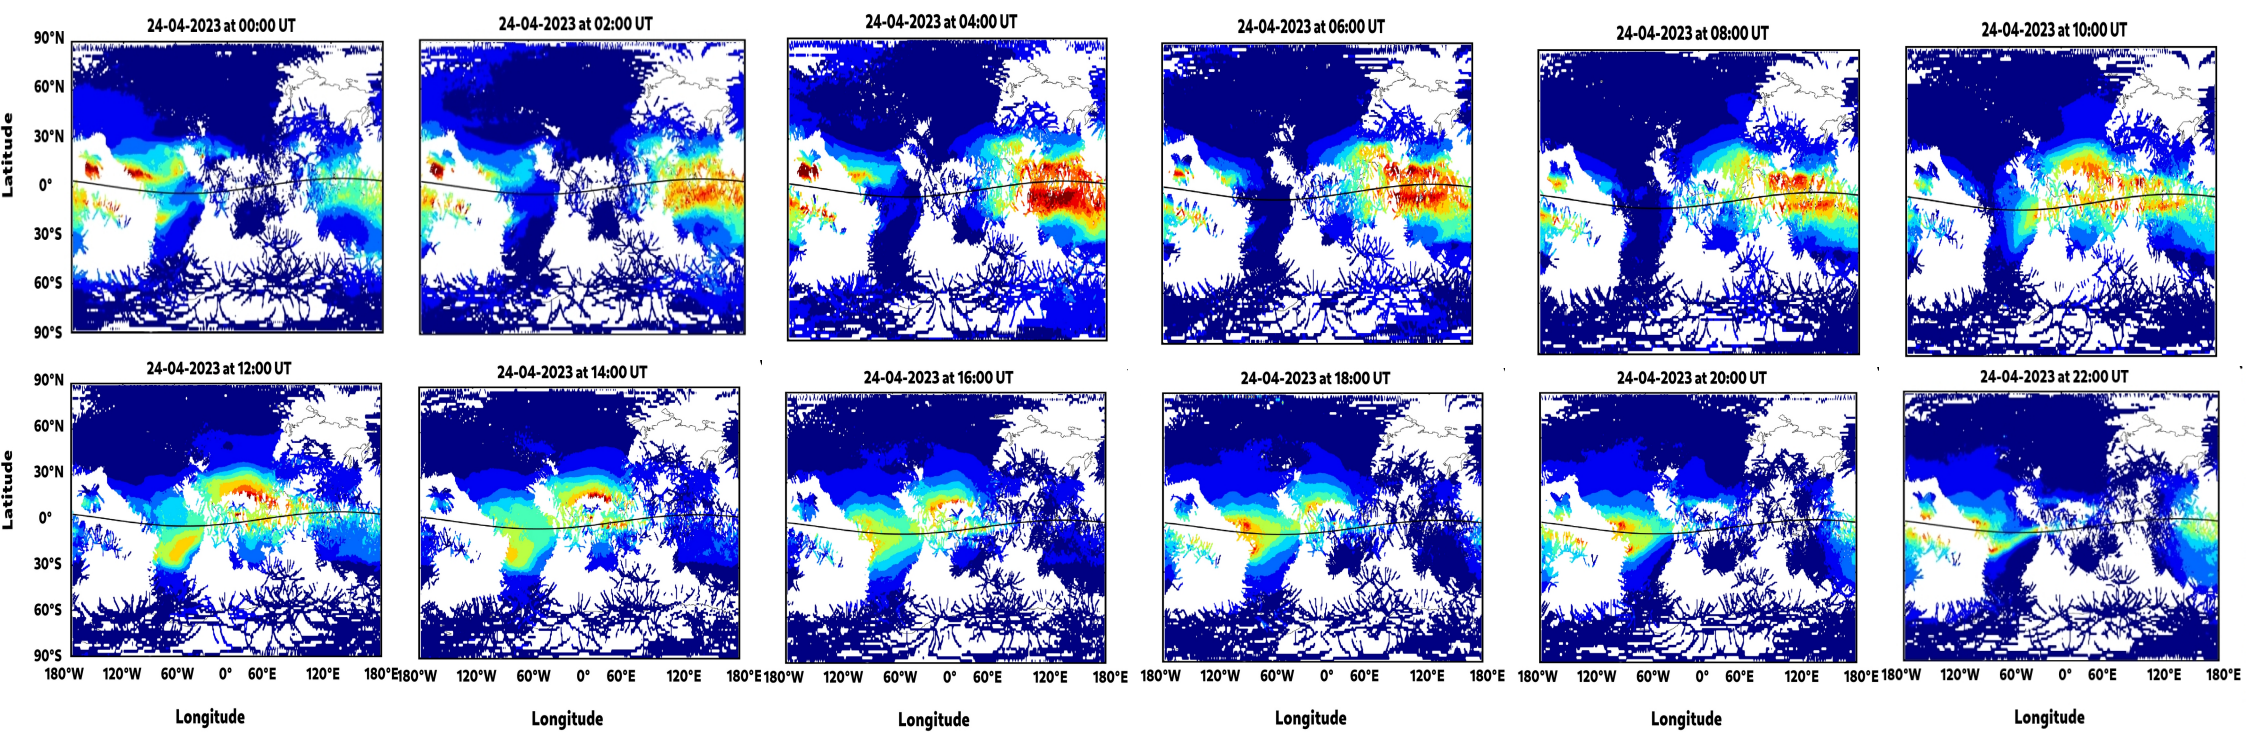 24-04-2023 at 00:00 UT
24-04-2023 at 02:00 UT
24-04-2023 at 04:00 UT
24-04-2023 at 06:00 UT
24-04-2023 at 08:00 UT
24-04-2023 at 10:00 UT
90°N
60°N
30°N
0°
30°S
60°S
90°S
Latitude
24-04-2023 at 12:00 UT
24-04-2023 at 14:00 UT
24-04-2023 at 16:00 UT
24-04-2023 at 18:00 UT
24-04-2023 at 20:00 UT
24-04-2023 at 22:00 UT
90°N
60°N
30°N
0°
30°S
60°S
90°S
Latitude
180°W 120°W 60°W 0° 60°E 120°E 180°E
180°W 120°W 60°W 0° 60°E 120°E 180°E
180°W 120°W 60°W 0° 60°E 120°E 180°E
180°W 120°W 60°W 0° 60°E 120°E 180°E
180°W 120°W 60°W 0° 60°E 120°E 180°E
180°W 120°W 60°W 0° 60°E 120°E 180°E
Longitude
Longitude
Longitude
Longitude
Longitude
Longitude